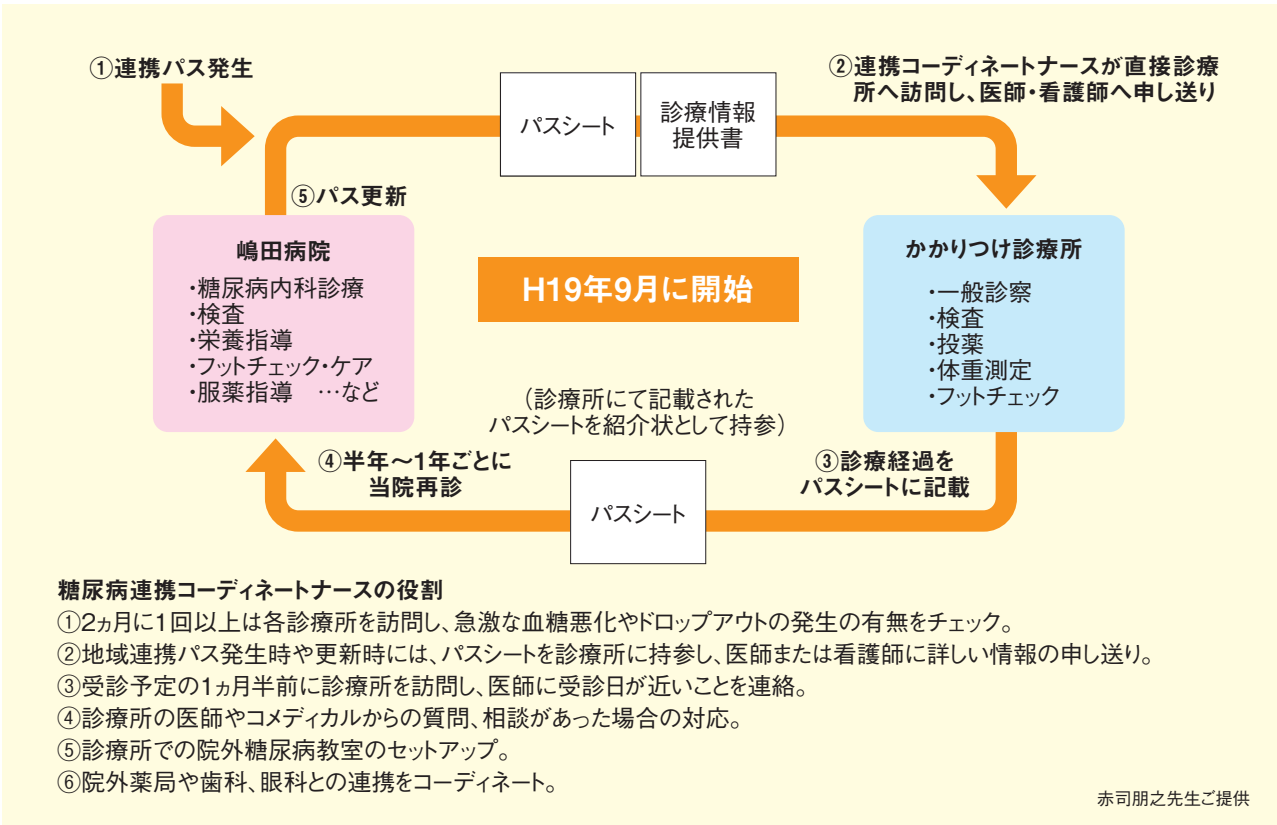 ①連携パス発生
②連携コーディネートナースが直接診療
所へ訪問し、医師・看護師へ申し送り
パスシート
診療情報
提供書
⑤パス更新
嶋田病院
・糖尿病内科診療
・検査
・栄養指導
・フットチェック・ケア
・服薬指導　…など
H19年9月に開始
かかりつけ診療所
・一般診察
・検査
・投薬
・体重測定
・フットチェック
（診療所にて記載された
パスシートを紹介状として持参）
④半年～1年ごとに
当院再診
③診療経過を
パスシートに記載
パスシート
糖尿病連携コーディネートナースの役割
①2ヵ月に1回以上は各診療所を訪問し、急激な血糖悪化やドロップアウトの発生の有無をチェック。
②地域連携パス発生時や更新時には、パスシートを診療所に持参し、医師または看護師に詳しい情報の申し送り。
③受診予定の1ヵ月半前に診療所を訪問し、医師に受診日が近いことを連絡。
④診療所の医師やコメディカルからの質問、相談があった場合の対応。
⑤診療所での院外糖尿病教室のセットアップ。
⑥院外薬局や歯科、眼科との連携をコーディネート。
赤司朋之先生ご提供